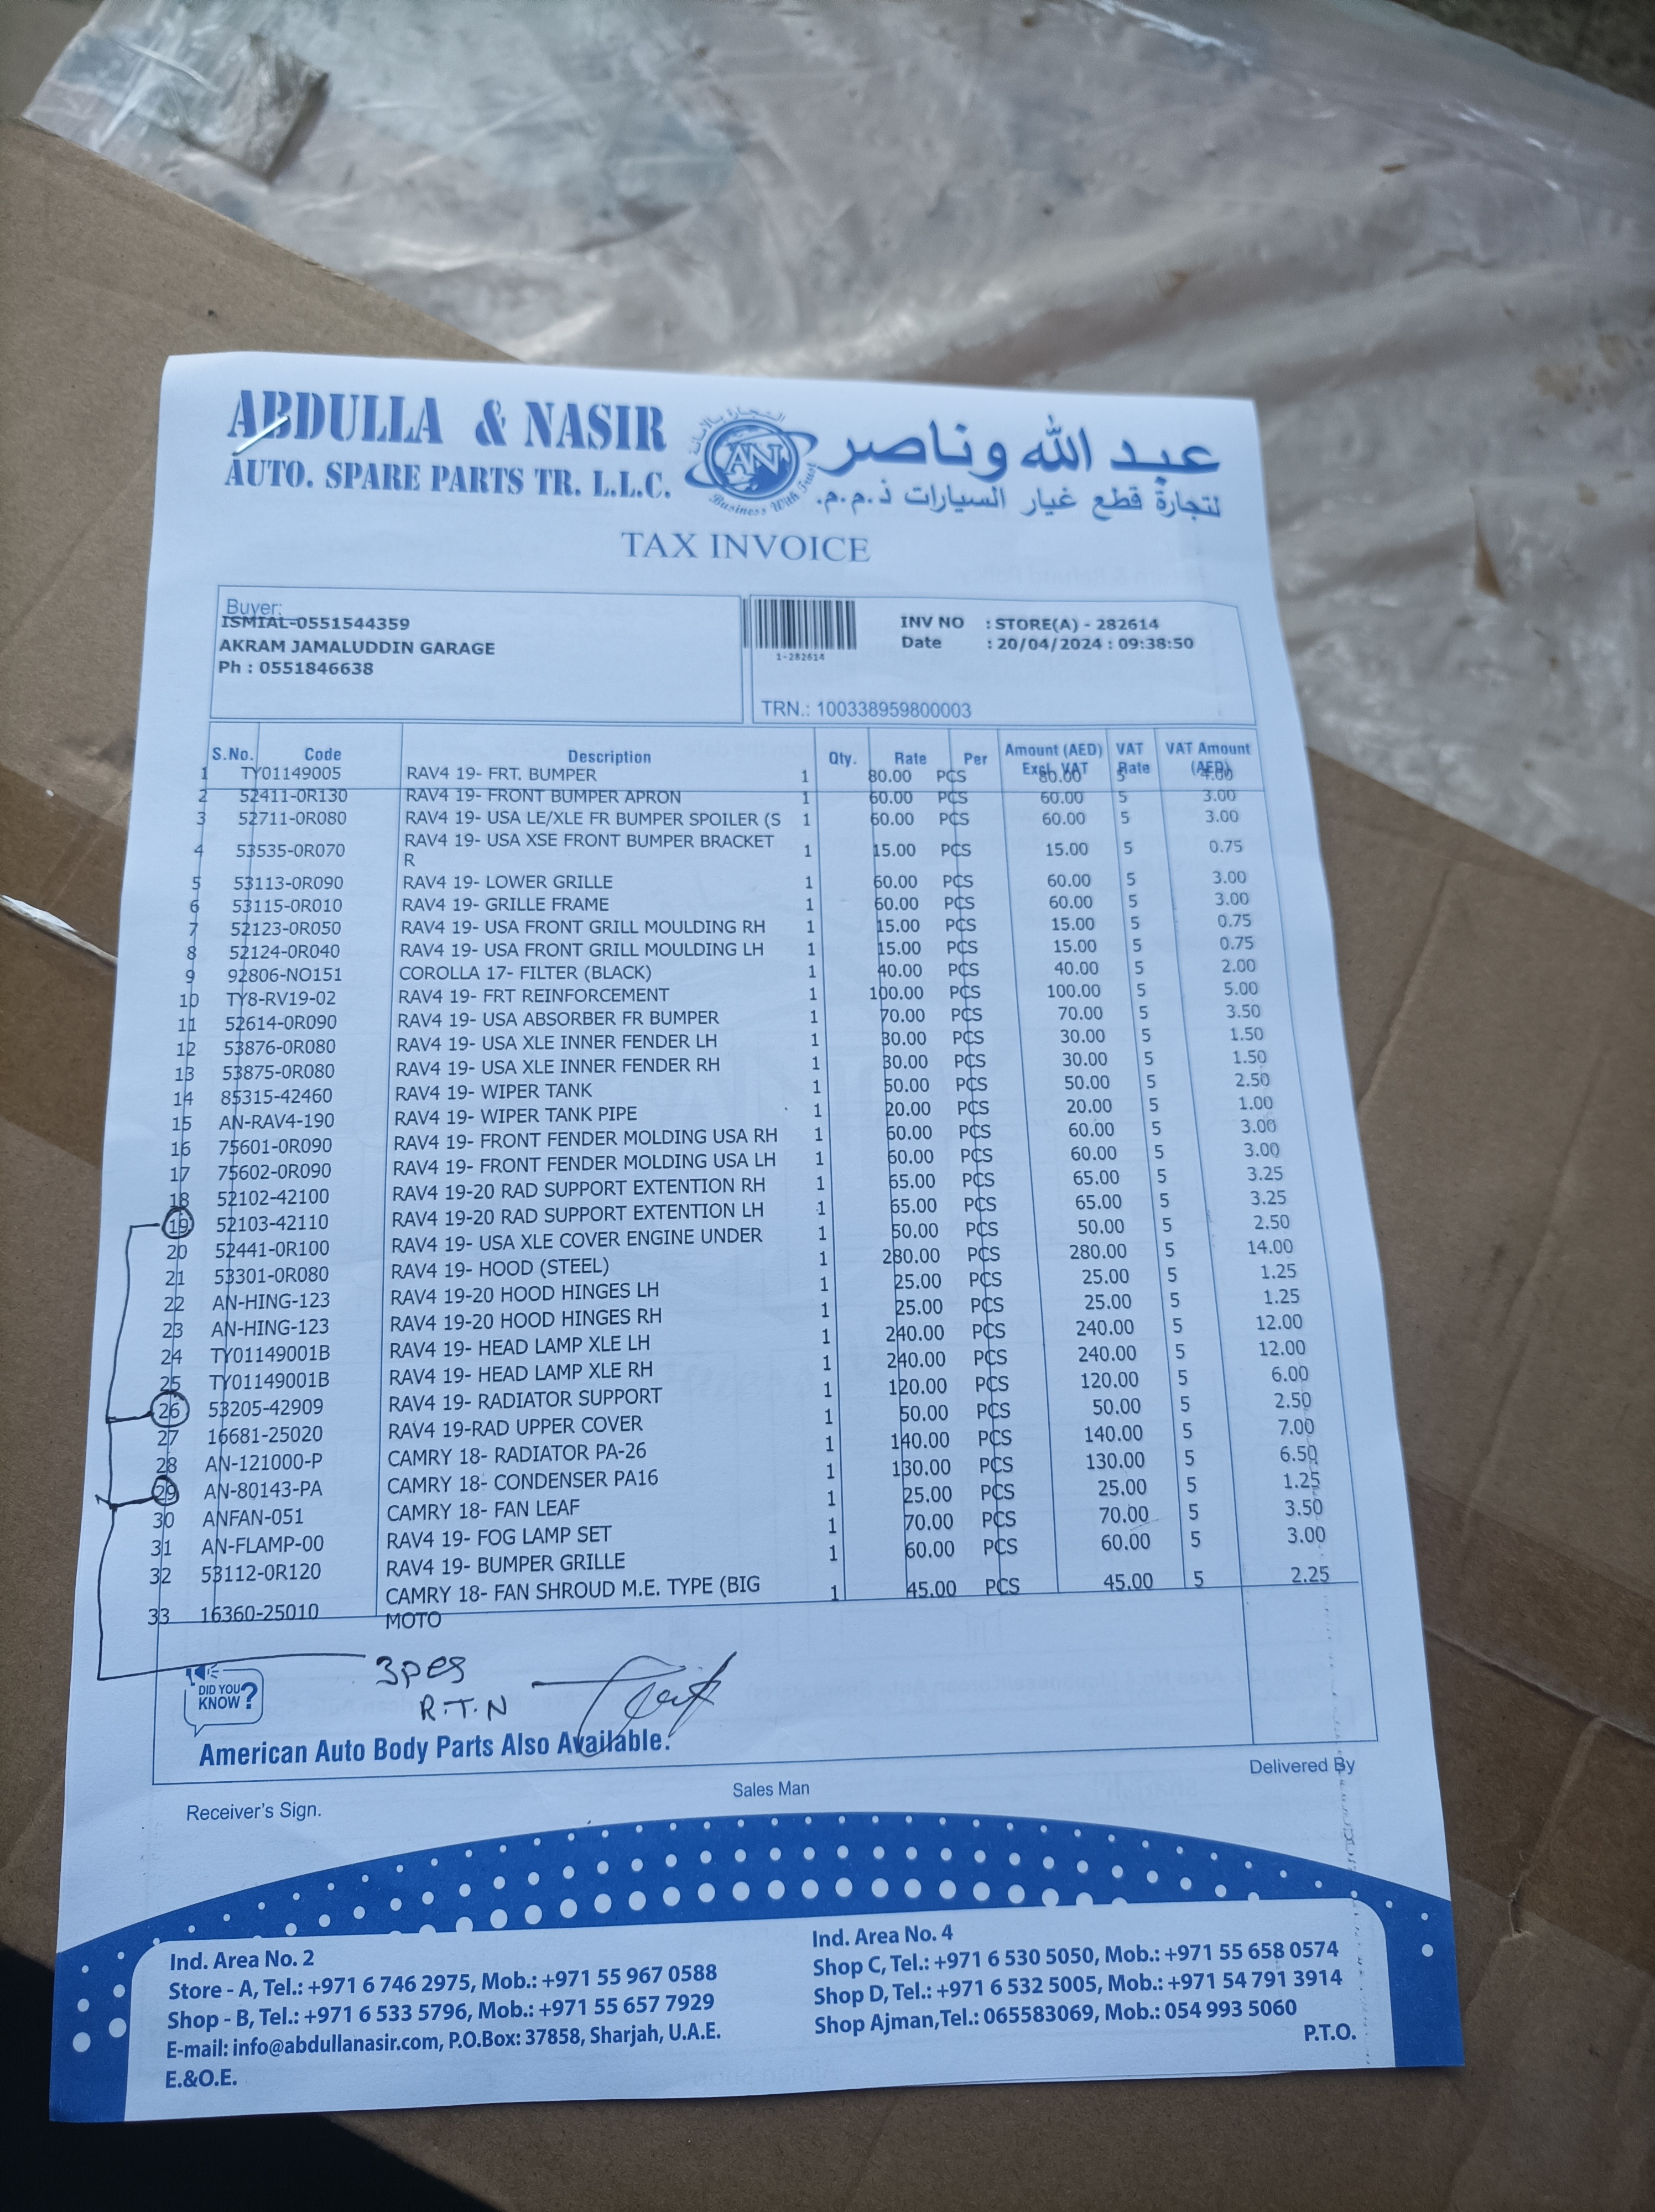 ABDULLA & NASIR
AUTO. SPARE PARTS TR. L.L.C.
AN
Business With Trust
عبد الله وناصر
لتجارة قطع غيار السيارات ذ.م.م.
TAX INVOICE
Buyer:
ISMIAL-0551544359
AKRAM JAMALUDDIN GARAGE
Ph : 0551846638
1-282614
INV NO : STORE(A) - 282614
Date : 20/04/2024 : 09:38:50
TRN.: 100338959800003
S.No. Code Description Qty. Rate Per Amount (AED) Excl. VAT VAT Rate VAT Amount (AED)
1 TY01149005 RAV4 19- FRT. BUMPER 1 80.00 PCS 80.00 5 4.00
2 52411-0R130 RAV4 19- FRONT BUMPER APRON 1 60.00 PCS 60.00 5 3.00
3 52711-0R080 RAV4 19- USA LE/XLE FR BUMPER SPOILER (S 1 60.00 PCS 60.00 5 3.00
4 53535-0R070 RAV4 19- USA XSE FRONT BUMPER BRACKET 1 15.00 PCS 15.00 5 0.75
R
5 53113-0R090 RAV4 19- LOWER GRILLE 1 60.00 PCS 60.00 5 3.00
6 53115-0R010 RAV4 19- GRILLE FRAME 1 60.00 PCS 60.00 5 3.00
7 52123-0R050 RAV4 19- USA FRONT GRILL MOULDING RH 1 15.00 PCS 15.00 5 0.75
8 52124-0R040 RAV4 19- USA FRONT GRILL MOULDING LH 1 15.00 PCS 15.00 5 0.75
9 92806-NO151 COROLLA 17- FILTER (BLACK) 1 40.00 PCS 40.00 5 2.00
10 TY8-RV19-02 RAV4 19- FRT REINFORCEMENT 1 100.00 PCS 100.00 5 5.00
11 52614-0R090 RAV4 19- USA ABSORBER FR BUMPER 1 70.00 PCS 70.00 5 3.50
12 53876-0R080 RAV4 19- USA XLE INNER FENDER LH 1 30.00 PCS 30.00 5 1.50
13 53875-0R080 RAV4 19- USA XLE INNER FENDER RH 1 30.00 PCS 30.00 5 1.50
14 85315-42460 RAV4 19- WIPER TANK 1 50.00 PCS 50.00 5 2.50
15 AN-RAV4-190 RAV4 19- WIPER TANK PIPE 1 20.00 PCS 20.00 5 1.00
16 75601-0R090 RAV4 19- FRONT FENDER MOLDING USA RH 1 60.00 PCS 60.00 5 3.00
17 75602-0R090 RAV4 19- FRONT FENDER MOLDING USA LH 1 60.00 PCS 60.00 5 3.00
18 52102-42100 RAV4 19-20 RAD SUPPORT EXTENTION RH 1 65.00 PCS 65.00 5 3.25
19 52103-42110 RAV4 19-20 RAD SUPPORT EXTENTION LH 1 65.00 PCS 65.00 5 3.25
20 52441-0R100 RAV4 19- USA XLE COVER ENGINE UNDER 1 50.00 PCS 50.00 5 2.50
21 53301-0R080 RAV4 19- HOOD (STEEL) 1 280.00 PCS 280.00 5 14.00
22 AN-HING-123 RAV4 19-20 HOOD HINGES LH 1 25.00 PCS 25.00 5 1.25
23 AN-HING-123 RAV4 19-20 HOOD HINGES RH 1 25.00 PCS 25.00 5 1.25
24 TY01149001B RAV4 19- HEAD LAMP XLE LH 1 240.00 PCS 240.00 5 12.00
25 TY01149001B RAV4 19- HEAD LAMP XLE RH 1 240.00 PCS 240.00 5 12.00
26 53205-42909 RAV4 19- RADIATOR SUPPORT 1 120.00 PCS 120.00 5 6.00
27 16681-25020 RAV4 19-RAD UPPER COVER 1 50.00 PCS 50.00 5 2.50
28 AN-121000-P CAMRY 18- RADIATOR PA-26 1 140.00 PCS 140.00 5 7.00
29 AN-80143-PA CAMRY 18- CONDENSER PA16 1 130.00 PCS 130.00 5 6.50
30 ANFAN-051 CAMRY 18- FAN LEAF 1 25.00 PCS 25.00 5 1.25
31 AN-FLAMP-00 RAV4 19- FOG LAMP SET 1 70.00 PCS 70.00 5 3.50
32 53112-0R120 RAV4 19- BUMPER GRILLE 1 60.00 PCS 60.00 5 3.00
33 16360-25010 CAMRY 18- FAN SHROUD M.E. TYPE (BIG 1 45.00 PCS 45.00 5 2.25
MOTO
3pes
R.T.N
DID YOU
KNOW?
American Auto Body Parts Also Available.
Receiver's Sign.
Sales Man
Delivered By
Ind. Area No. 2
Store - A, Tel.: +971 6 746 2975, Mob.: +971 55 967 0588
Shop - B, Tel.: +971 6 533 5796, Mob.: +971 55 657 7929
E-mail: info@abdullanasir.com, P.O.Box: 37858, Sharjah, U.A.E.
E.&O.E.
Ind. Area No. 4
Shop C, Tel.: +971 6 530 5050, Mob.: +971 55 658 0574
Shop D, Tel.: +971 6 532 5005, Mob.: +971 54 791 3914
Shop Ajman,Tel.: 065583069, Mob.: 054 993 5060
P.T.O.